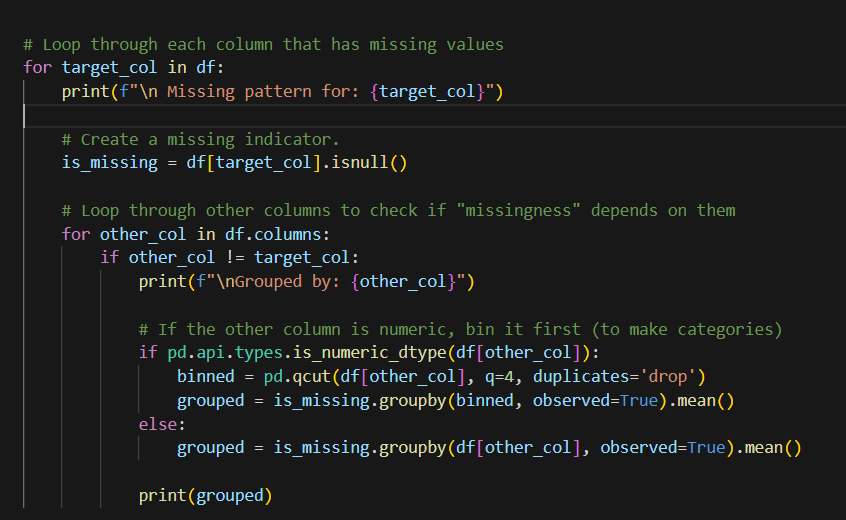 # Loop through each column that has missing values
for target_col in df:
    print(f"\n Missing pattern for: {target_col}")

    # Create a missing indicator.
    is_missing = df[target_col].isnull()

    # Loop through other columns to check if "missingness" depends on them
    for other_col in df.columns:
        if other_col != target_col:
            print(f"\nGrouped by: {other_col}")

            # If the other column is numeric, bin it first (to make categories)
            if pd.api.types.is_numeric_dtype(df[other_col]):
                binned = pd.qcut(df[other_col], q=4, duplicates='drop')
                grouped = is_missing.groupby(binned, observed=True).mean()
            else:
                grouped = is_missing.groupby(df[other_col], observed=True).mean()

            print(grouped)